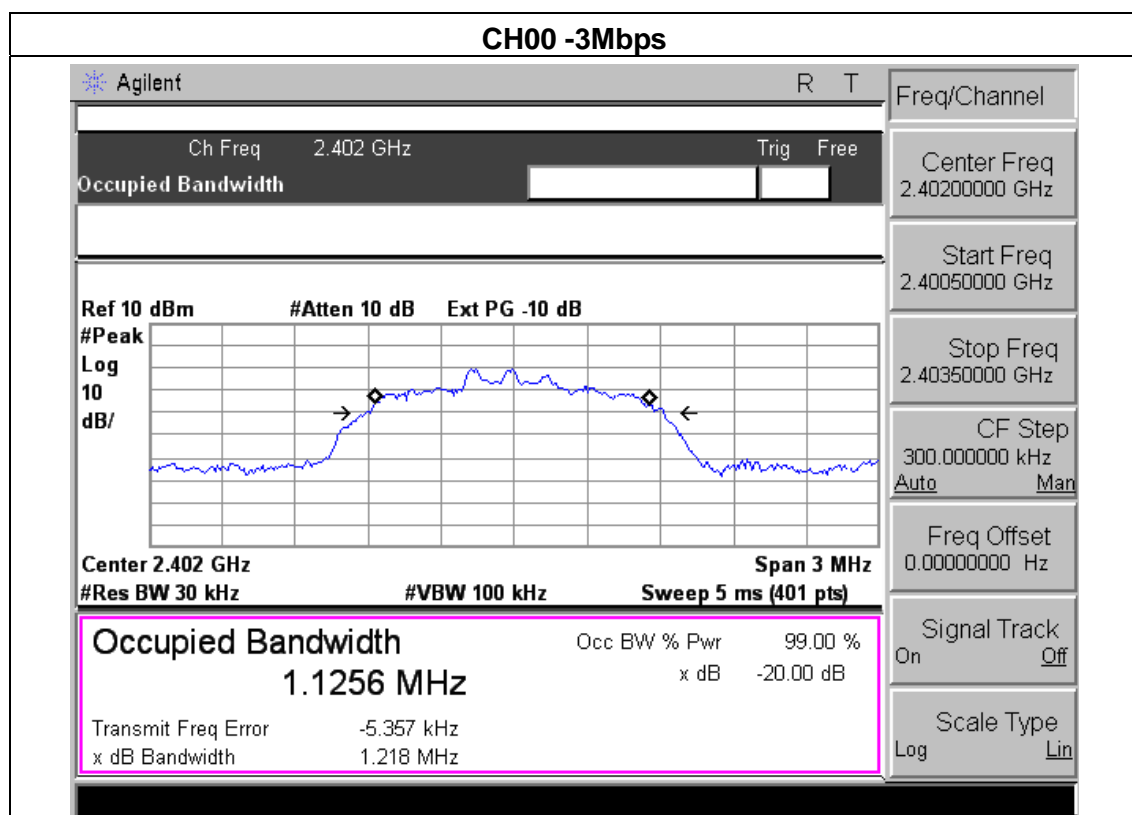 CH00 -3Mbps
Agilent R T
Ch Freq 2.402 GHz Trig Free
Occupied Bandwidth
Ref 10 dBm #Atten 10 dB Ext PG -10 dB
#Peak
Log
10
dB/
Center 2.402 GHz Span 3 MHz
#Res BW 30 kHz #VBW 100 kHz Sweep 5 ms (401 pts)
Occupied Bandwidth
1.1256 MHz
Occ BW % Pwr 99.00 %
x dB -20.00 dB
Transmit Freq Error -5.357 kHz
x dB Bandwidth 1.218 MHz
Freq/Channel
Center Freq
2.40200000 GHz
Start Freq
2.40050000 GHz
Stop Freq
2.40350000 GHz
CF Step
300.000000 kHz
Auto Man
Freq Offset
0.00000000 Hz
Signal Track
On Off
Scale Type
Log Lin